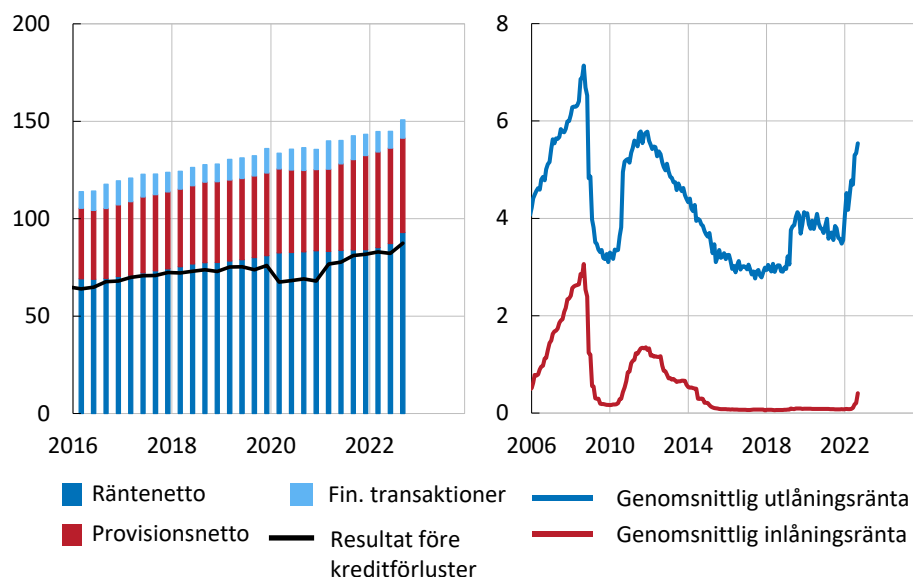 200
150
100
50
0
2016
2018
2020
2022
8
6
4
2
0
2006
2010
2014
2018
2022
Räntenetto
Fin. transaktioner
Provisionsnetto
Resultat före
kreditförluster
Genomsnittlig utlåningsränta
Genomsnittlig inlåningsränta